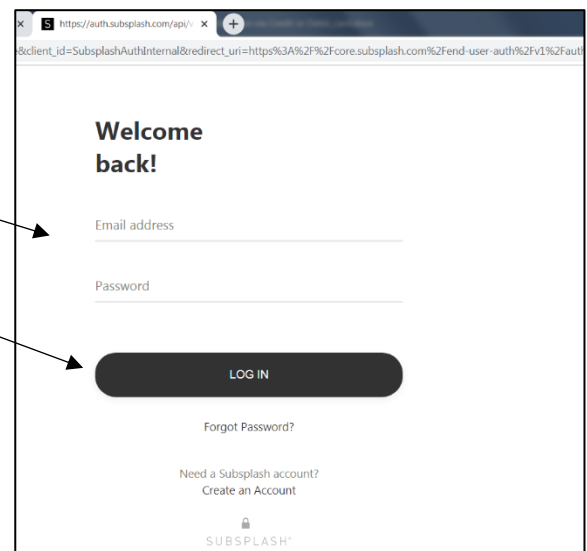 S https://auth.subsplash.com/api/v
e&client_id=SubsplashAuthInternal&redirect_uri=https%3A%2F%2Fcore.subsplash.com%2Fend-user-auth%2Fv1%2Fauth
Welcome
back!
Email address
Password
LOG IN
Forgot Password?
Need a Subsplash account?
Create an Account
SUBSPLASH